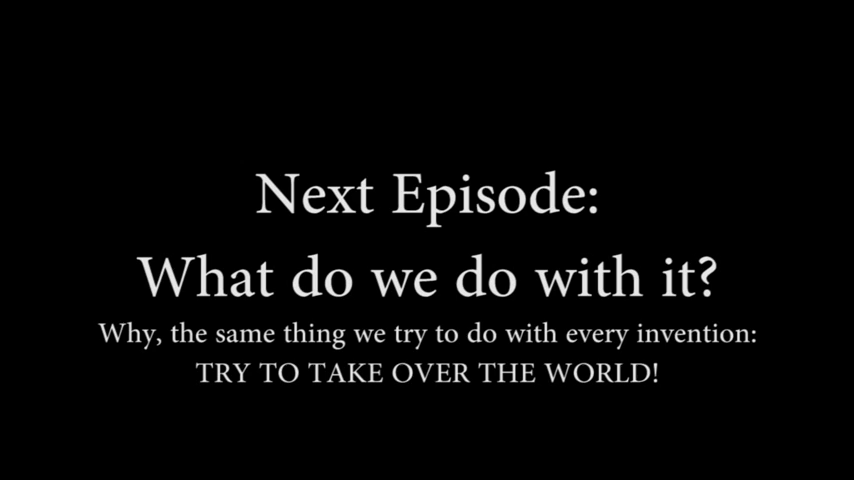 Next Episode:
What do we do with it?
Why, the same thing we try to do with every invention:
TRY TO TAKE OVER THE WORLD!